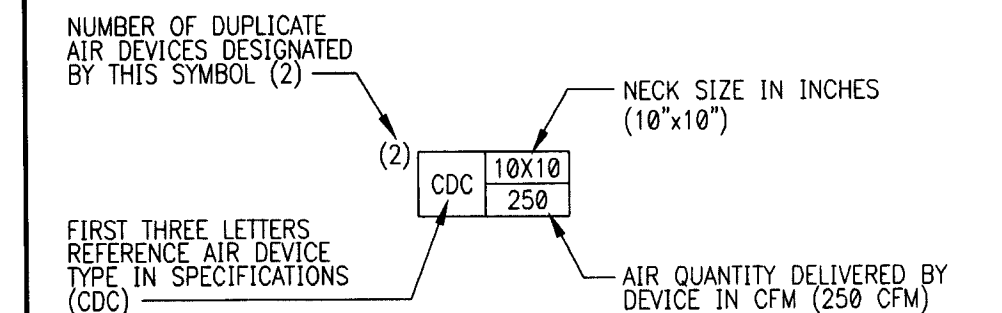 NUMBER OF DUPLICATE
AIR DEVICES DESIGNATED
BY THIS SYMBOL (2)
NECK SIZE IN INCHES
(10"x10")
(2)
CDC
10X10
250
FIRST THREE LETTERS
REFERENCE AIR DEVICE
TYPE IN SPECIFICATIONS
(CDC)
AIR QUANTITY DELIVERED BY
DEVICE IN CFM (250 CFM)